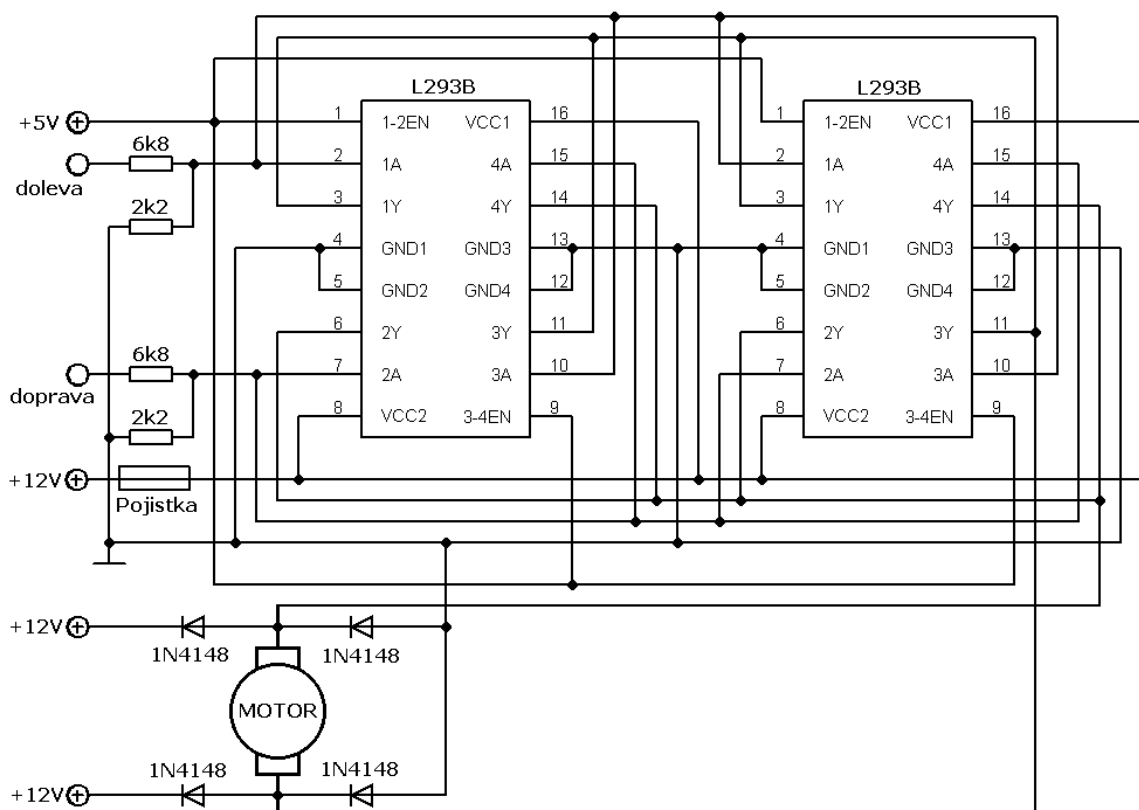 L293B
L293B
+5V
1
1-2EN
VCC1
16
1
1-2EN
VCC1
16
6k8
doleva
2
1A
4A
15
2
1A
4A
15
2k2
3
1Y
4Y
14
3
1Y
4Y
14
4
GND1
GND3
13
4
GND1
GND3
13
5
GND2
GND4
12
5
GND2
GND4
12
6
2Y
3Y
11
6
2Y
3Y
11
6k8
doprava
7
2A
3A
10
7
2A
3A
10
2k2
8
VCC2
3-4EN
9
8
VCC2
3-4EN
9
+12V
Pojistka
+12V
1N4148
1N4148
MOTOR
1N4148
1N4148
+12V